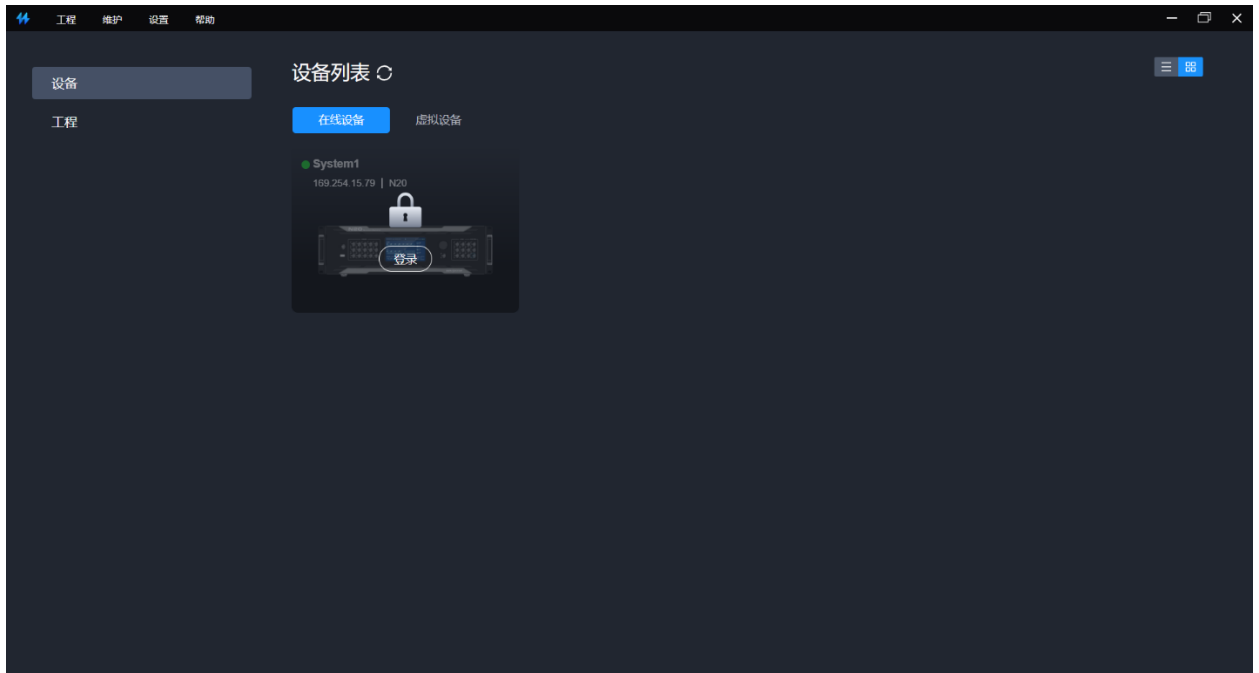 工程 维护 设置 帮助
设备
工程
设备列表
在线设备 虚拟设备
System1
169.254.15.79 | N20
登录